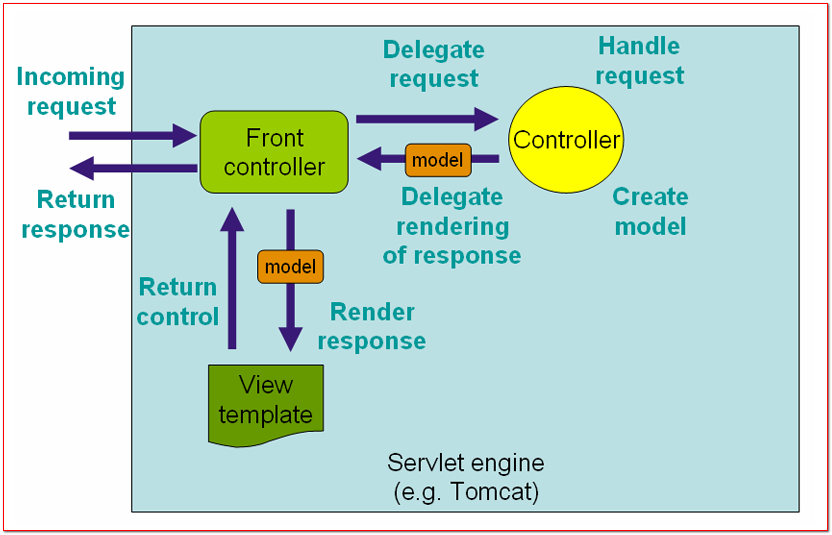 Incoming
request
Return
response
Front
controller
Delegate
request
Handle
request
Controller
model
Delegate
rendering
of response
Create
model
model
Return
control
Render
response
View
template
Servlet engine
(e.g. Tomcat)